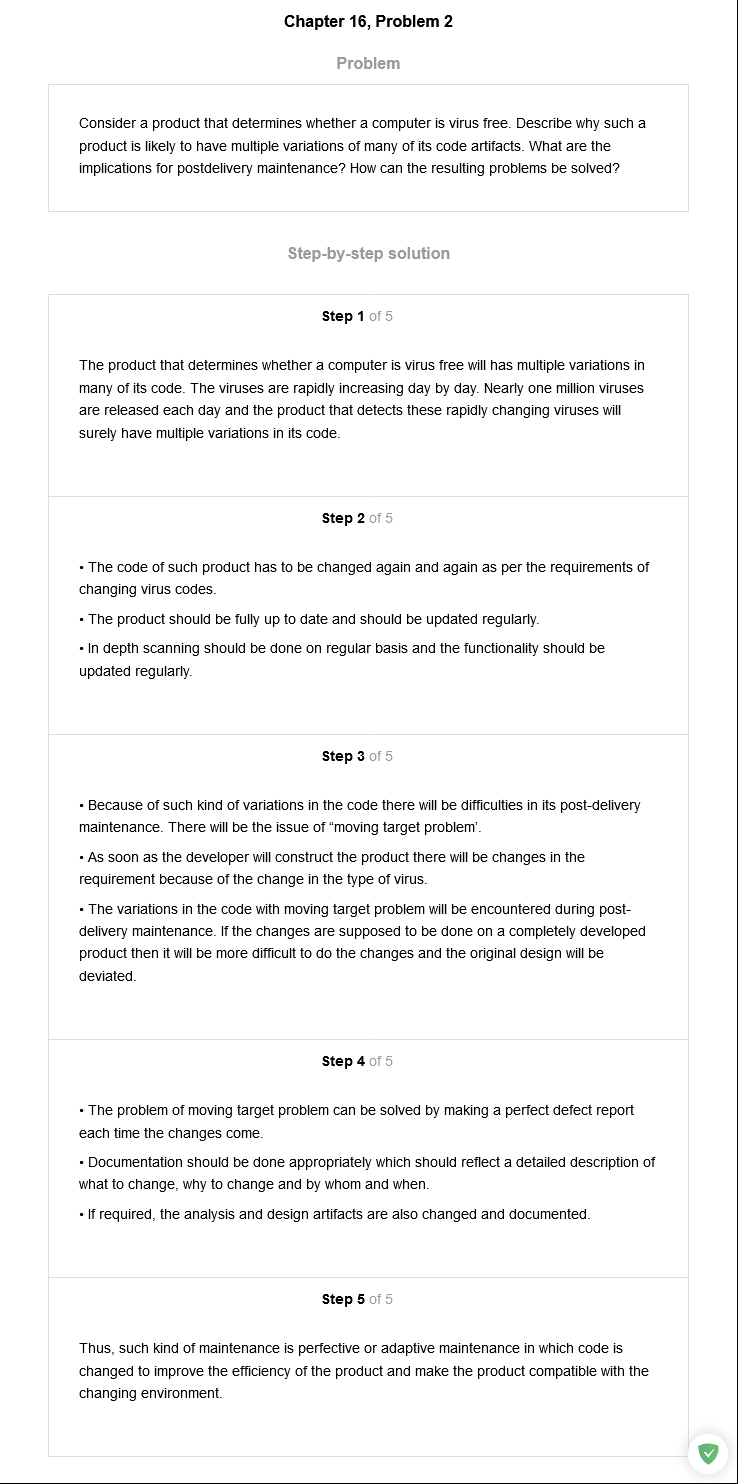 Chapter 16, Problem 2
Problem
Consider a product that determines whether a computer is virus free. Describe why such a
product is likely to have multiple variations of many of its code artifacts. What are the
implications for postdelivery maintenance? How can the resulting problems be solved?
Step-by-step solution
Step 1 of 5
The product that determines whether a computer is virus free will has multiple variations in
many of its code. The viruses are rapidly increasing day by day. Nearly one million viruses
are released each day and the product that detects these rapidly changing viruses will
surely have multiple variations in its code.
Step 2 of 5
• The code of such product has to be changed again and again as per the requirements of
changing virus codes.
• The product should be fully up to date and should be updated regularly.
• In depth scanning should be done on regular basis and the functionality should be
updated regularly.
Step 3 of 5
• Because of such kind of variations in the code there will be difficulties in its post-delivery
maintenance. There will be the issue of “moving target problem’.
• As soon as the developer will construct the product there will be changes in the
requirement because of the change in the type of virus.
• The variations in the code with moving target problem will be encountered during post-
delivery maintenance. If the changes are supposed to be done on a completely developed
product then it will be more difficult to do the changes and the original design will be
deviated.
Step 4 of 5
• The problem of moving target problem can be solved by making a perfect defect report
each time the changes come.
• Documentation should be done appropriately which should reflect a detailed description of
what to change, why to change and by whom and when.
• If required, the analysis and design artifacts are also changed and documented.
Step 5 of 5
Thus, such kind of maintenance is perfective or adaptive maintenance in which code is
changed to improve the efficiency of the product and make the product compatible with the
changing environment.